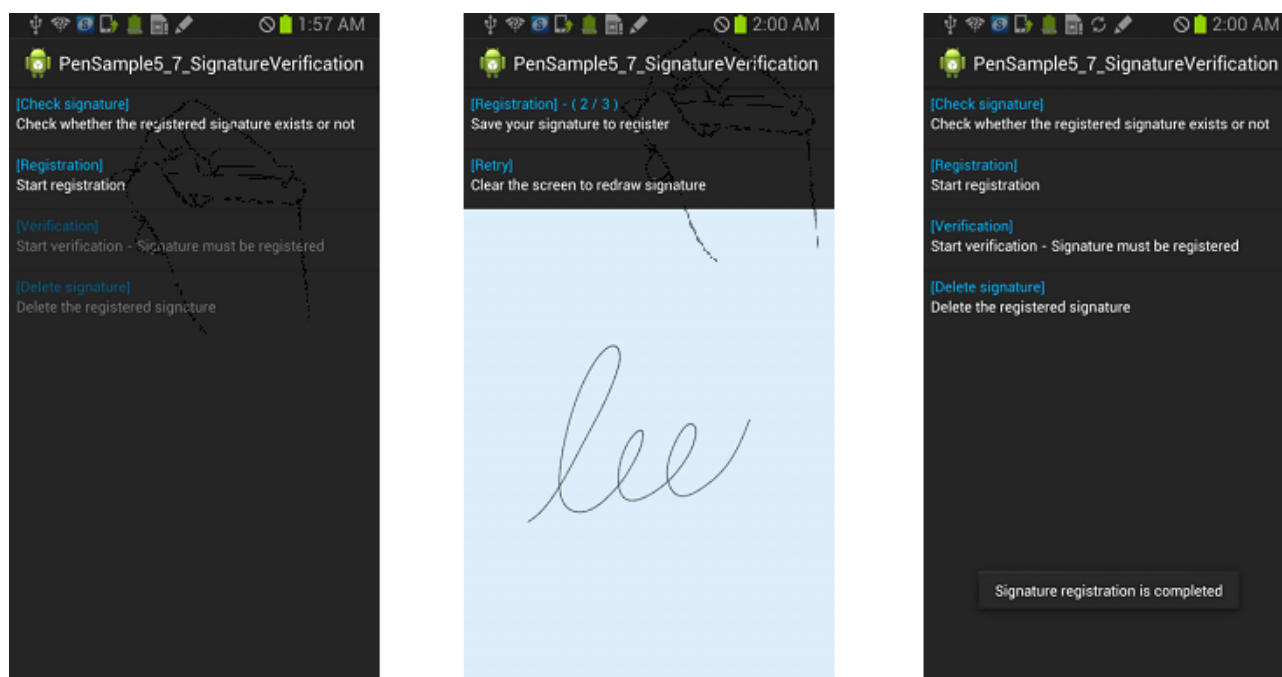 1:57 AM
PenSample5_7_SignatureVerification
[Check signature]
Check whether the registered signature exists or not
[Registration]
Start registration
[Verification]
Start verification - Signature must be registered
[Delete signature]
Delete the registered signature
2:00 AM
PenSample5_7_SignatureVerification
[Registration] - ( 2 / 3 )
Save your signature to register
[Retry]
Clear the screen to redraw signature
lee
2:00 AM
PenSample5_7_SignatureVerification
[Check signature]
Check whether the registered signature exists or not
[Registration]
Start registration
[Verification]
Start verification - Signature must be registered
[Delete signature]
Delete the registered signature
Signature registration is completed